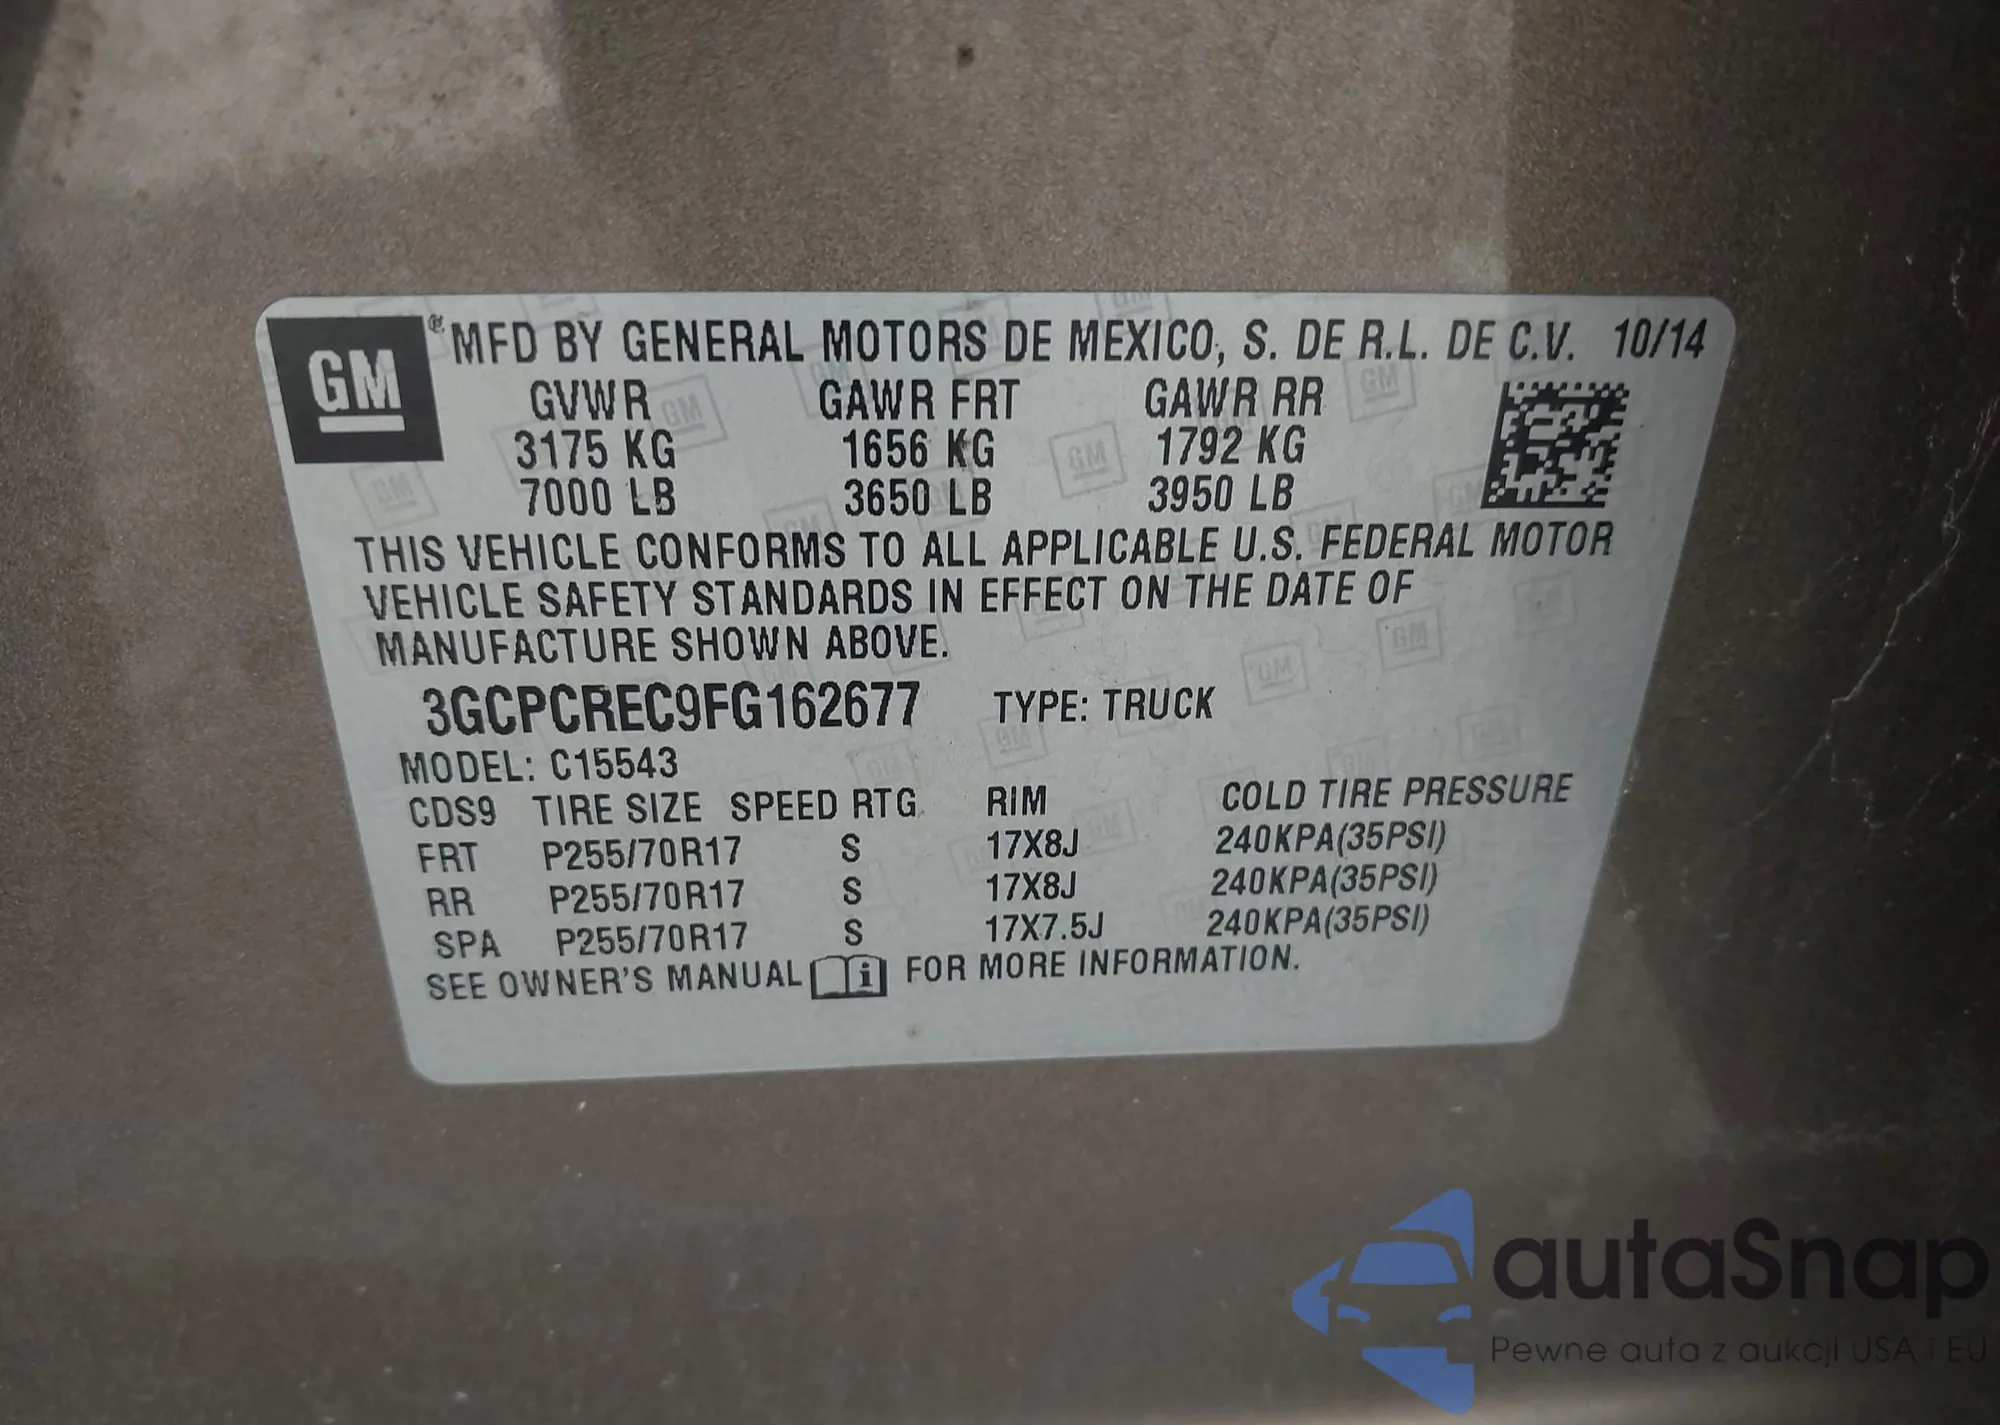 GM ® MFD BY GENERAL MOTORS DE MEXICO, S. DE R.L. DE C.V. 10/14
GVWR GAWR FRT GAWR RR
3175 KG 1656 KG 1792 KG
7000 LB 3650 LB 3950 LB
THIS VEHICLE CONFORMS TO ALL APPLICABLE U.S. FEDERAL MOTOR
VEHICLE SAFETY STANDARDS IN EFFECT ON THE DATE OF
MANUFACTURE SHOWN ABOVE.
3GCPCREC9FG162677 TYPE: TRUCK
MODEL: C15543
CDS9 TIRE SIZE SPEED RTG RIM COLD TIRE PRESSURE
FRT P255/70R17 S 17X8J 240KPA(35PSI)
RR P255/70R17 S 17X8J 240KPA(35PSI)
SPA P255/70R17 S 17X7.5J 240KPA(35PSI)
SEE OWNER'S MANUAL i FOR MORE INFORMATION.
autaSnap
Pewne auta z aukcji USA i EU